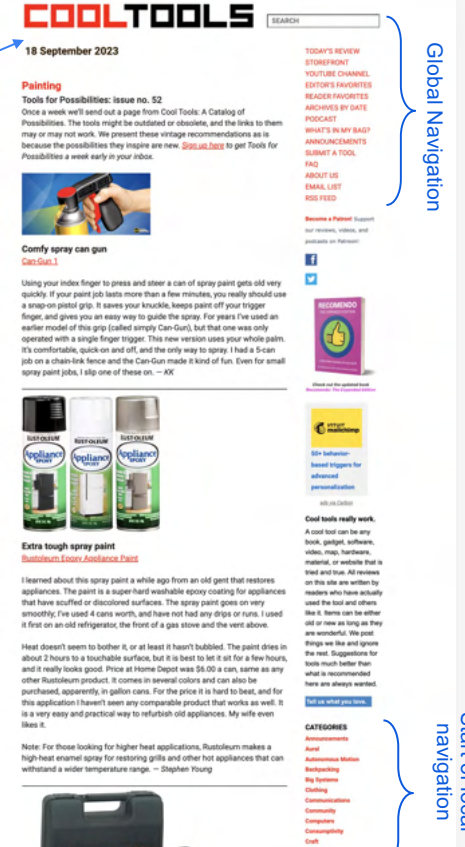 COOLTOOLS
SEARCH
18 September 2023
Painting
Tools for Possibilities: issue no. 52
Once a week we'll send out a page from Cool Tools: A Catalog of
Possibilities. The tools might be outdated or obsolete, and the links to them
may or may not work. We present these vintage recommendations as is
because the possibilities they inspire are new. Sign up here to get Tools for
Possibilities a week early in your inbox.
Comfy spray can gun
Can-Gun 1
Using your index finger to press and steer a can of spray paint gets old very
quickly. If your paint job lasts more than a few minutes, you really should use
a snap-on pistol grip. It saves your knuckle, keeps paint off your trigger
finger, and gives you an easy way to guide the spray. For years I've used an
earlier model of this grip (called simply Can-Gun), but that one was only
operated with a single finger trigger. This new version uses your whole palm.
It's comfortable, quick-on and off, and the only way to spray. I had a 5-can
job on a chain-link fence and the Can-Gun made it kind of fun. Even for small
spray paint jobs, I slip one of these on. — KK
RUST-OLEUM
RUST-OLEUM
RUST-OLEUM
Appliance
EPOXY
Appliance
EPOXY
Appliance
EPOXY
Extra tough spray paint
Rustoleum Epoxy Appliance Paint
I learned about this spray paint a while ago from an old gent that restores
appliances. The paint is a super-hard washable epoxy coating for appliances
that have scuffed or discolored surfaces. The spray paint goes on very
smoothly; I've used 4 cans worth, and have not had any drips or runs. I used
it first on an old refrigerator, the front of a gas stove and the vent above.
Heat doesn't seem to bother it, or at least it hasn't bubbled. The paint dries in
about 2 hours to a touchable surface, but it is best to let it sit for a few hours,
and it really looks good. Price at Home Depot was $6.00 a can, same as any
other Rustoleum product. It comes in several colors and can also be
purchased, apparently, in gallon cans. For the price it is hard to beat, and for
this application I haven't seen any comparable product that works as well. It
is a very easy and practical way to refurbish old appliances. My wife even
likes it.
Note: For those looking for higher heat applications, Rustoleum makes a
high-heat enamel spray for restoring grills and other hot appliances that can
withstand a wider temperature range. — Stephen Young
TODAY'S REVIEW
STOREFRONT
YOUTUBE CHANNEL
EDITOR'S FAVORITES
READER FAVORITES
ARCHIVES BY DATE
PODCAST
WHAT'S IN MY BAG?
ANNOUNCEMENTS
SUBMIT A TOOL
FAQ
ABOUT US
EMAIL LIST
RSS FEED
Become a Patron! Support
our reviews, videos, and
podcasts on Patreon!
RECOMENDO
Check out the updated book
Recomendo: The Expanded Edition
INTUIT
mailchimp
50+ behavior-
based triggers for
advanced
personalization
ads via Carbon
Cool tools really work.
A cool tool can be any
book, gadget, software,
video, map, hardware,
material, or website that is
tried and true. All reviews
on this site are written by
readers who have actually
used the tool and others
like it. Items can be either
old or new as long as they
are wonderful. We post
things we like and ignore
the rest. Suggestions for
tools much better than
what is recommended
here are always wanted.
Tell us what you love.
CATEGORIES
Announcements
Aural
Autonomous Motion
Backpacking
Big Systems
Clothing
Communications
Community
Computers
Consumptivity
Craft
Global Navigation
Start of local
navigation